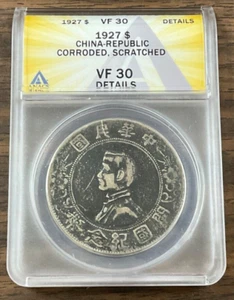 1927 $ VF 30 DETAILS
1927 $
CHINA-REPUBLIC
CORRODED, SCRATCHED
VF 30
DETAILS
中華民國
開國紀念幣